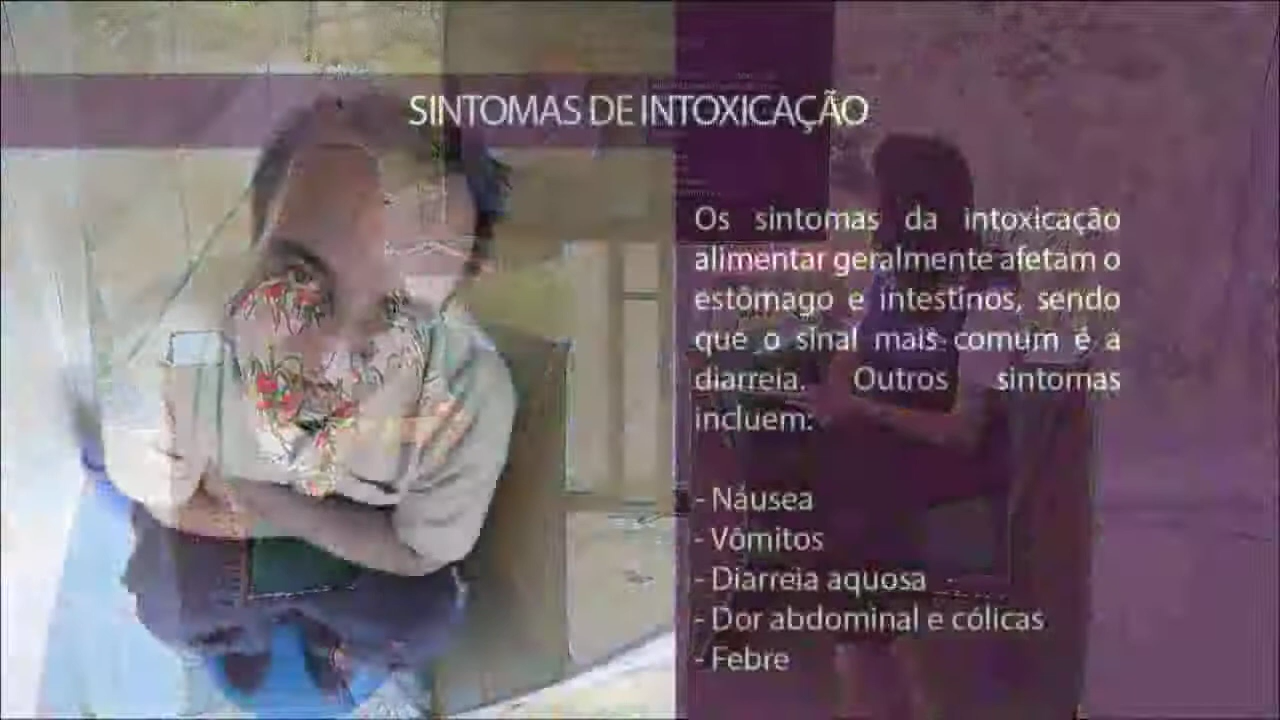 SINTOMAS DE INTOXICAÇÃO
Os sintomas da intoxicação
alimentar geralmente afetam o
estômago e intestinos, sendo
que o sinal mais comum é a
diarreia. Outros sintomas
incluem:
- Náusea
- Vômitos
- Diarreia aquosa
- Dor abdominal e cólicas
- Febre